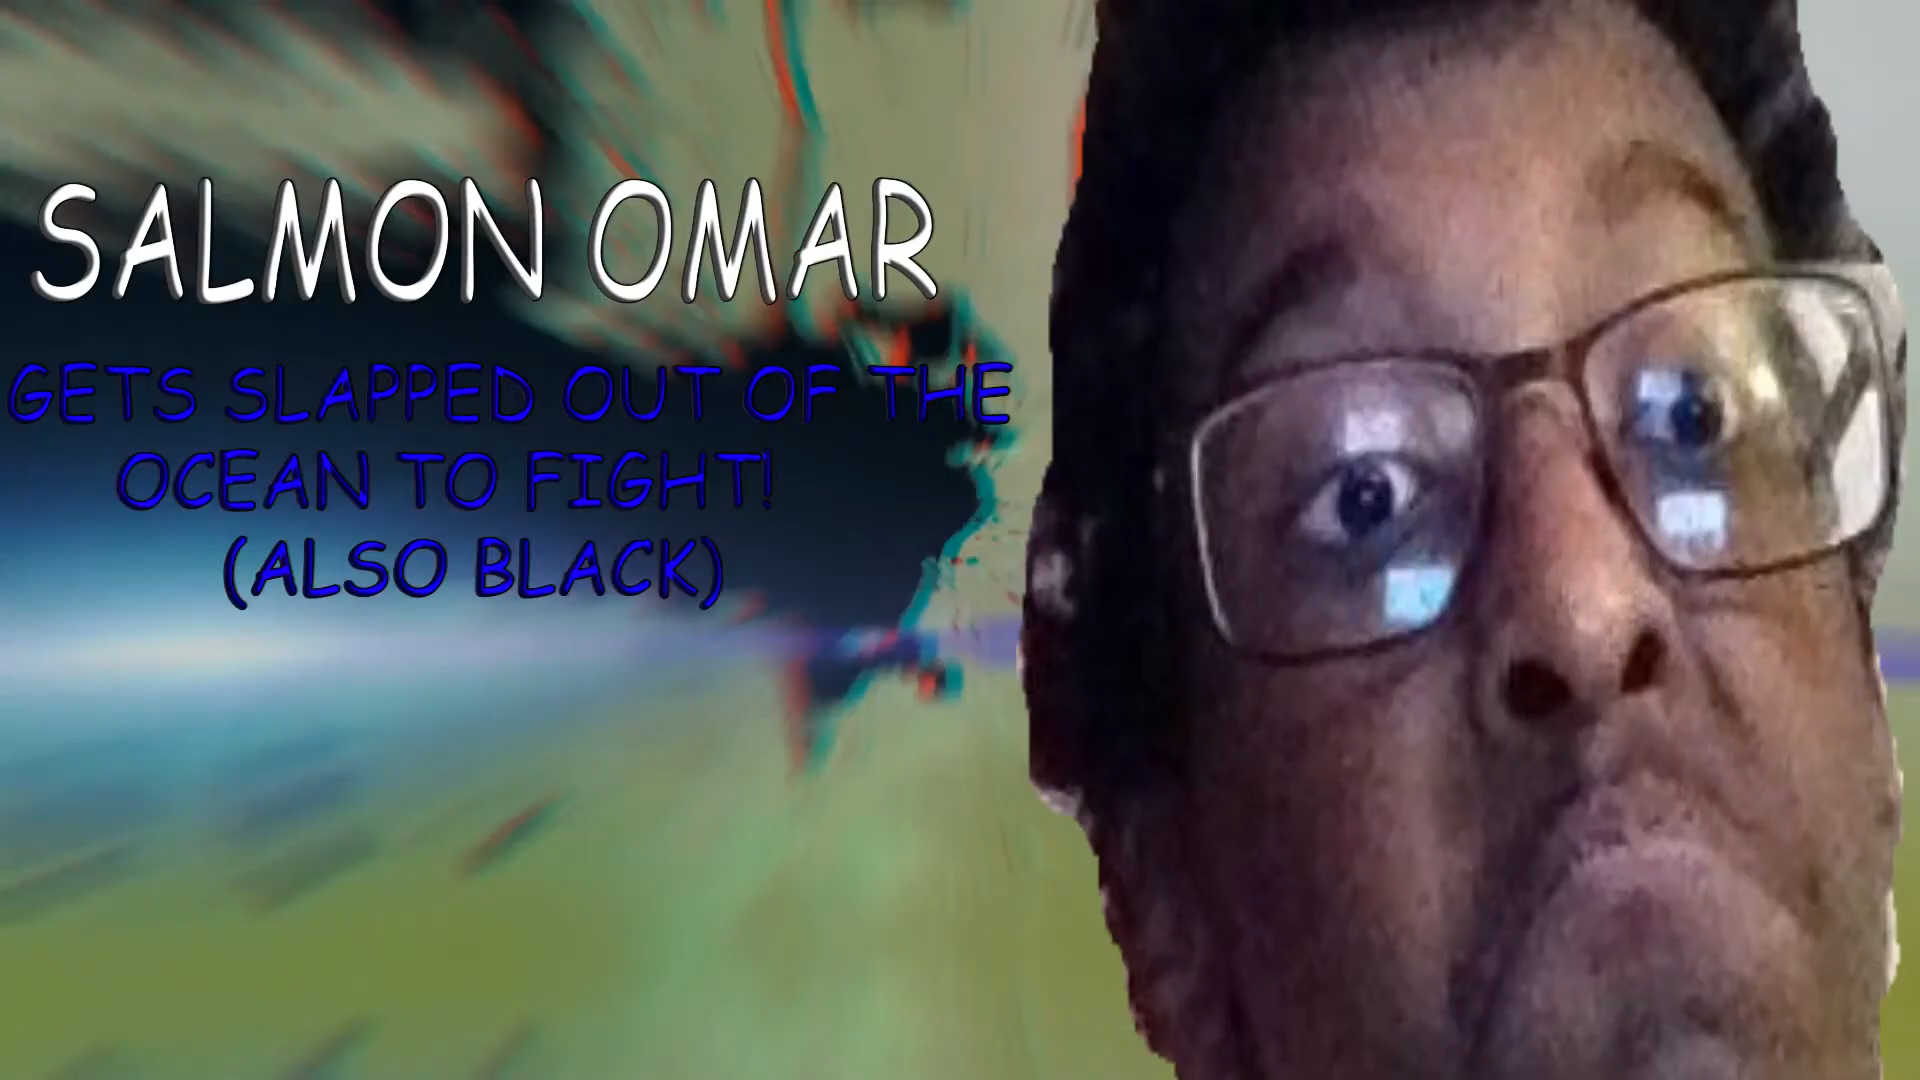 SALMON OMAR
GETS SLAPPED OUT OF THE
OCEAN TO FIGHT!
(ALSO BLACK)